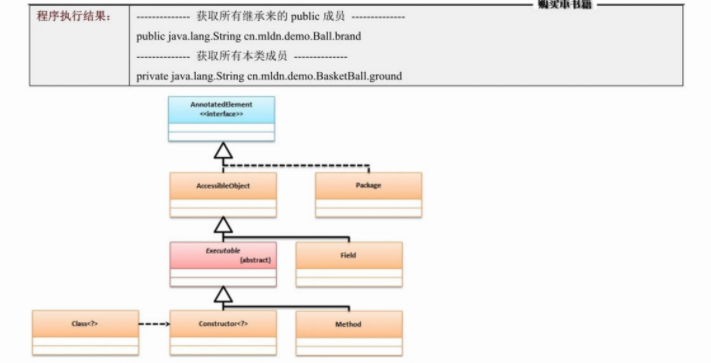 购买本书籍
程序执行结果：
------------- 获取所有继承来的 public 成员 -------------
public java.lang.String cn.mldn.demo.Ball.brand
------------- 获取所有本类成员 -------------
private java.lang.String cn.mldn.demo.BasketBall.ground
AnnotatedElement
<<interface>>
AccessibleObject
Package
Executable
(abstract)
Field
Class<?>
Constructor<?>
Method